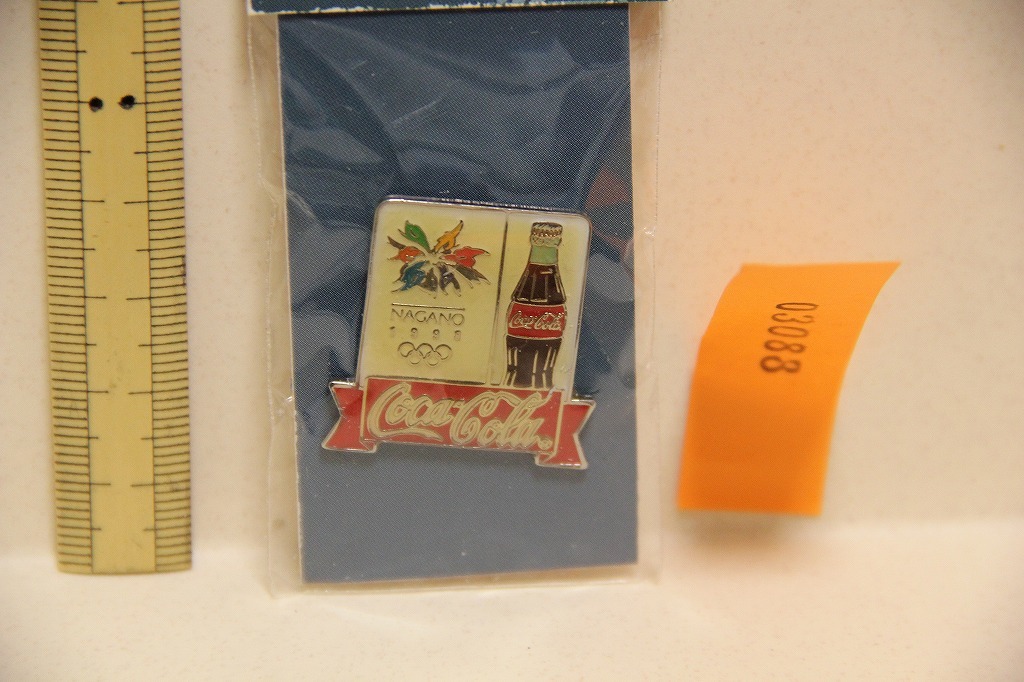 NAGANO
1998
Coca-Cola
Coca-Cola
03088